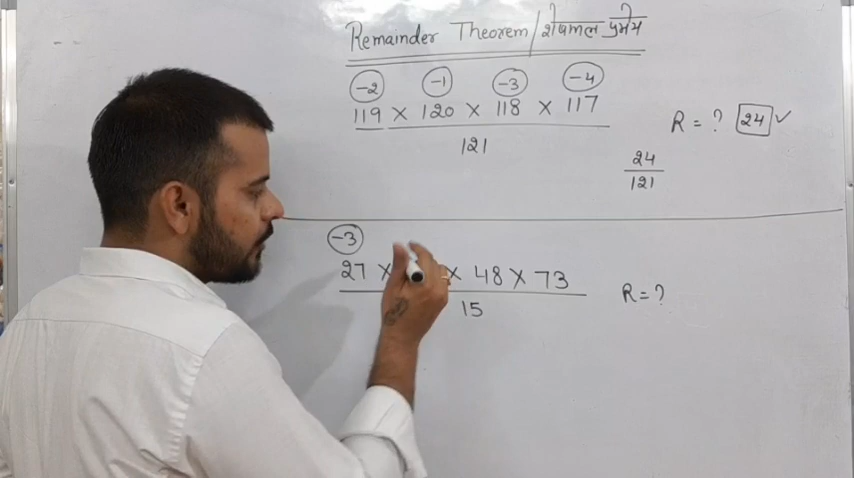 Remainder Theorem/शेषफल प्रमेय
-2 -1 -3 -4
119 × 120 × 118 × 117
121
R = ? 24 ✓
24
121
-3
27 × × 48 × 73
15
R = ?